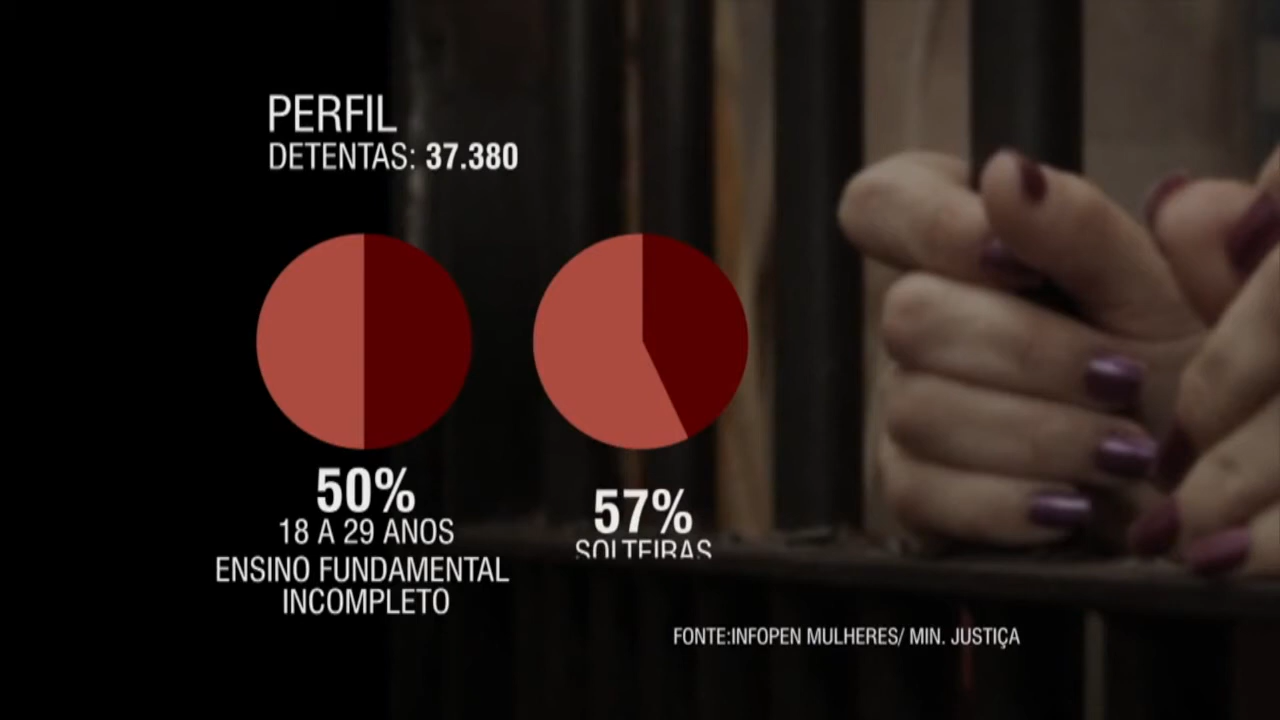 PERFIL
DETENTAS: 37.380
50%
18 A 29 ANOS
ENSINO FUNDAMENTAL
INCOMPLETO
57%
SOLTEIRAS
FONTE:INFOPEN MULHERES/ MIN. JUSTIÇA